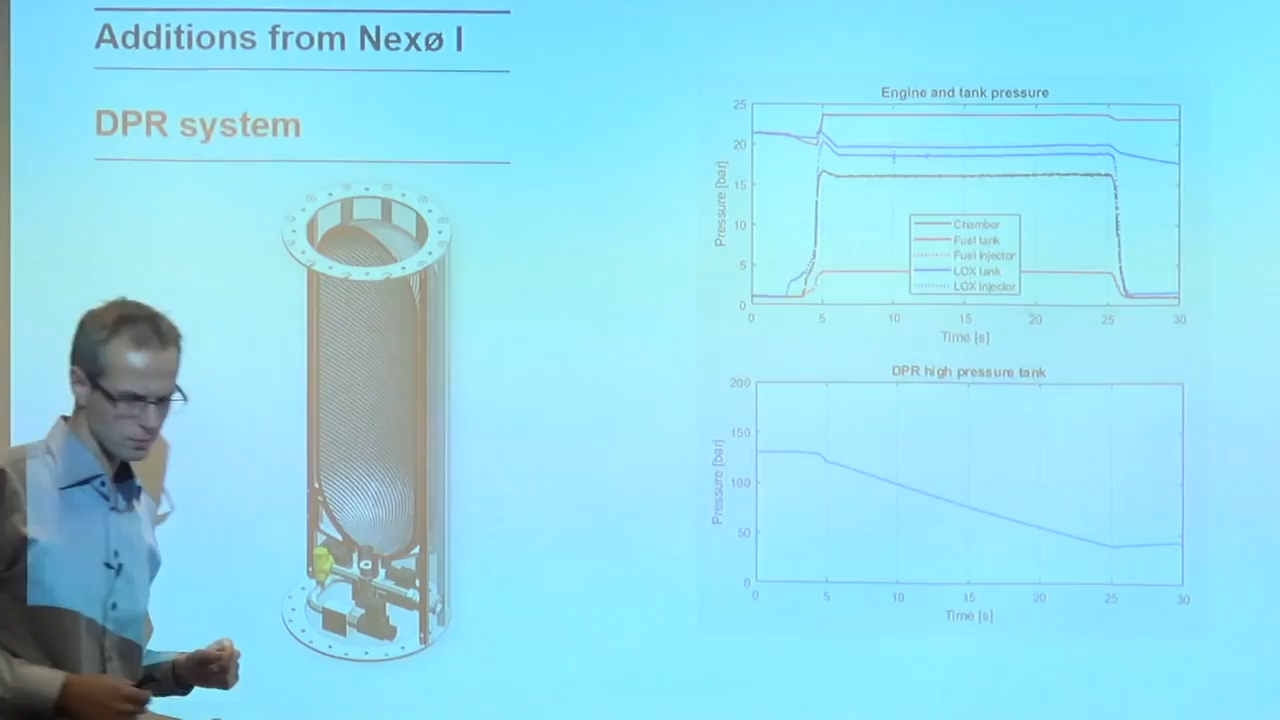 Additions from Nexø I
DPR system
Engine and tank pressure
25
20
15
10
5
0
Pressure [bar]
Chamber
Fuel tank
Fuel injector
LOX tank
LOX injector
0 5 10 15 20 25 30
Time [s]
DPR high pressure tank
200
150
100
50
0
Pressure [bar]
0 5 10 15 20 25 30
Time [s]